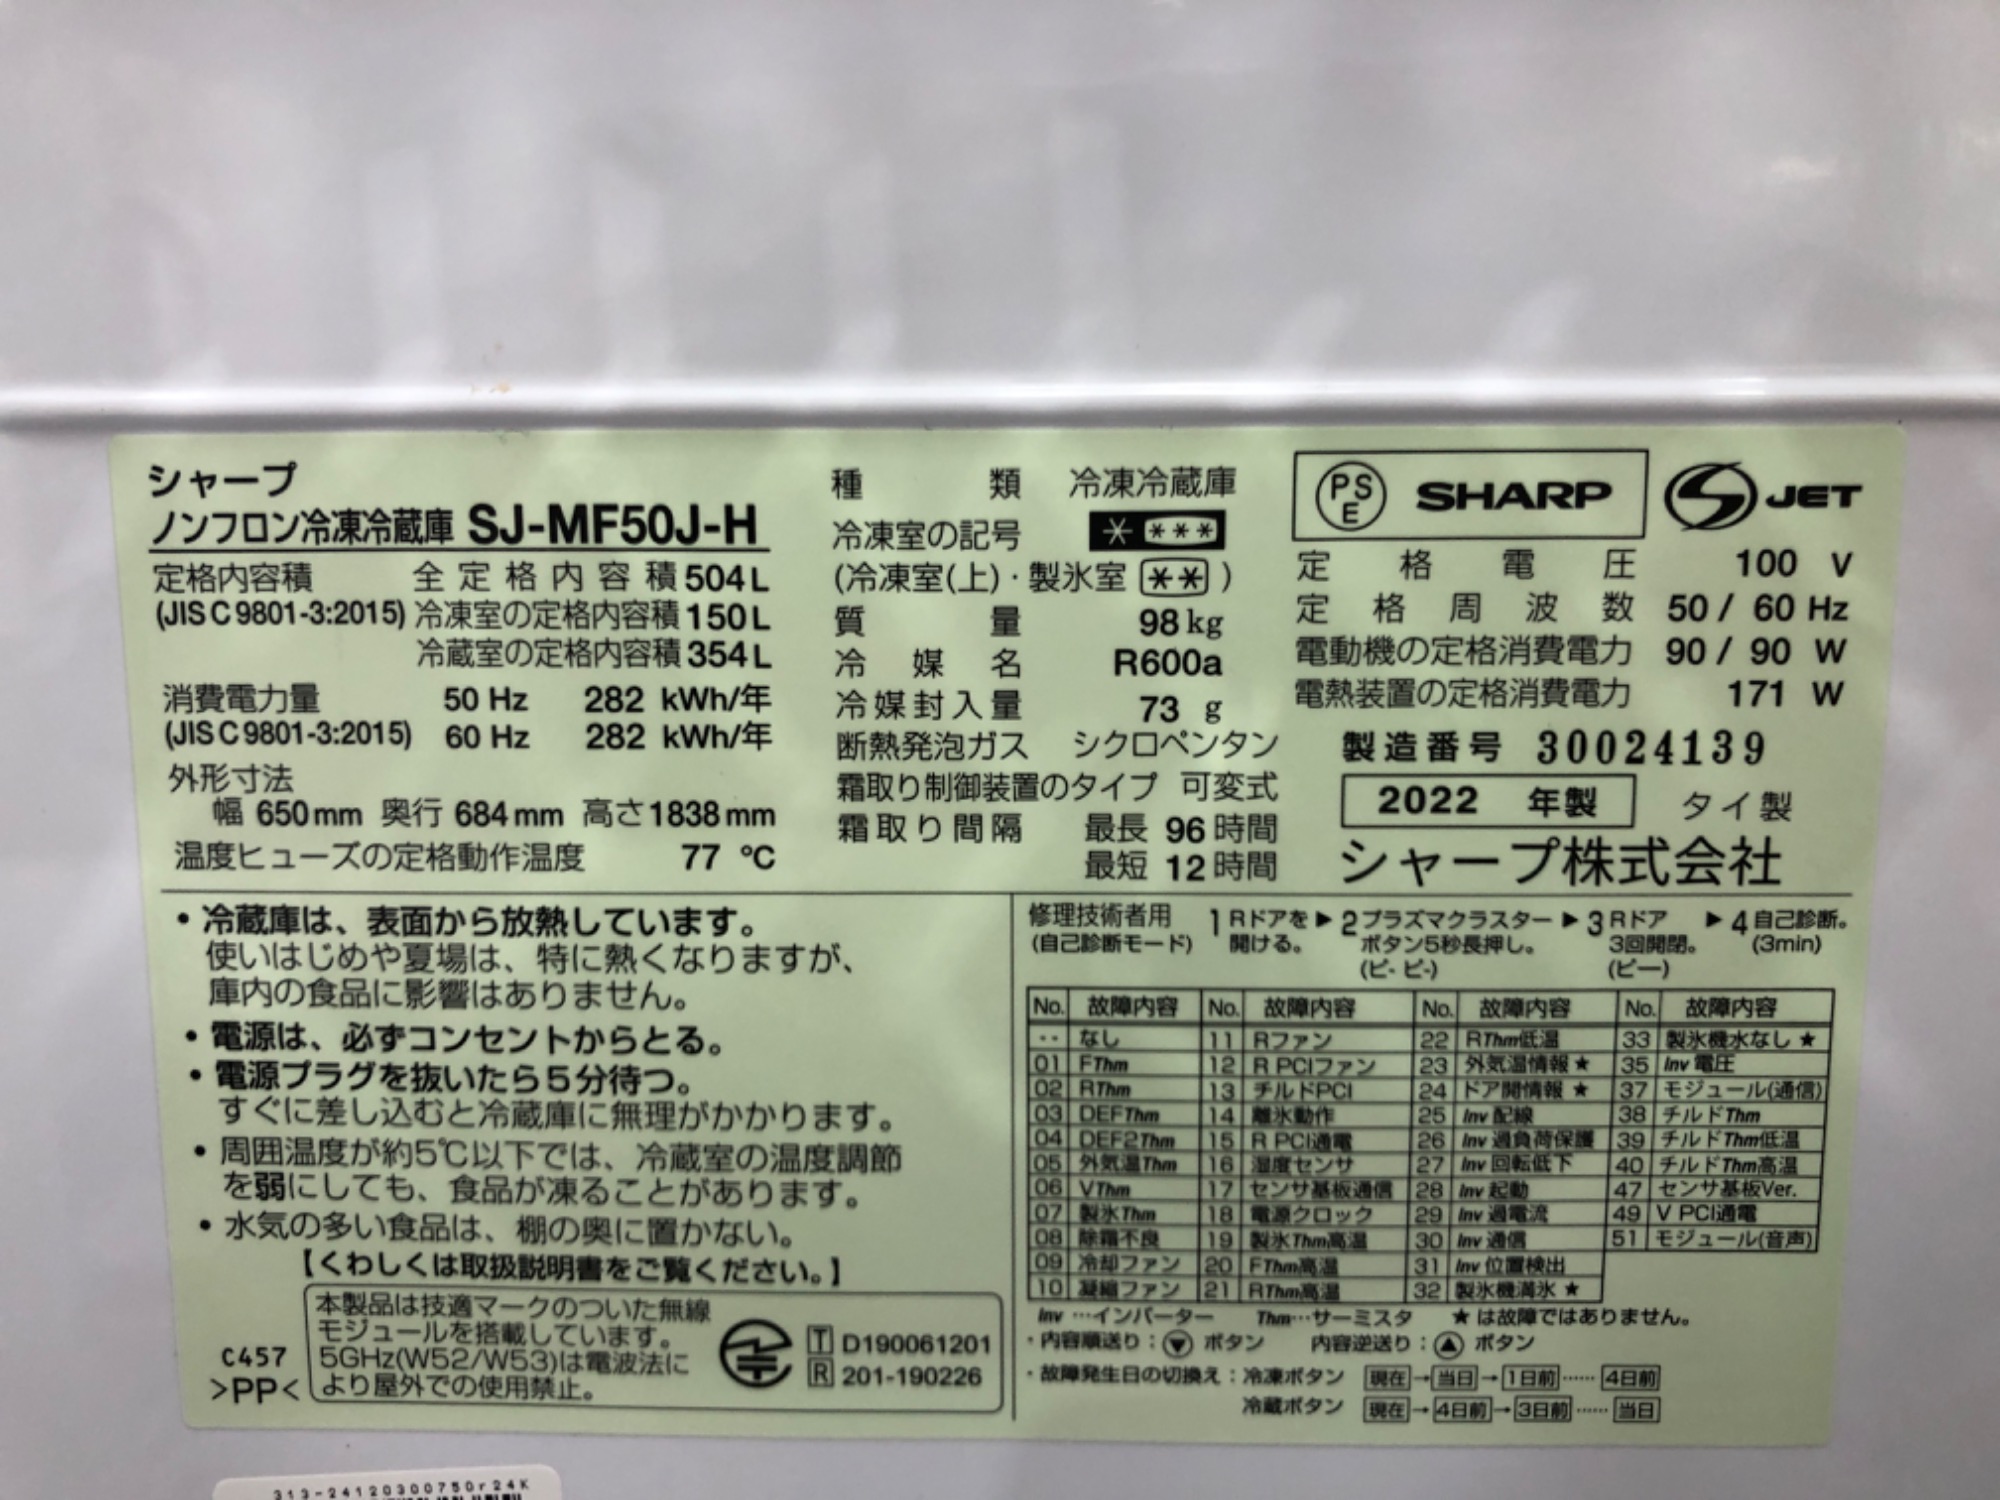 シャープ
ノンフロン冷凍冷蔵庫 SJ-MF50J-H
定格内容積 全定格内容積 504L
(JIS C 9801-3:2015) 冷凍室の定格内容積 150L
冷蔵室の定格内容積 354L
消費電力量 50 Hz 282 kWh/年
(JIS C 9801-3:2015) 60 Hz 282 kWh/年
外形寸法
幅 650mm 奥行 684mm 高さ1838mm
温度ヒューズの定格動作温度 77 ℃
種類 冷凍冷蔵庫
冷凍室の記号 * ***
(冷凍室(上)・製氷室 ** )
質量 98kg
冷媒名 R600a
冷媒封入量 73 g
断熱発泡ガス シクロペンタン
霜取り制御装置のタイプ 可変式
霜取り間隔 最長 96時間
最短 12時間
PSE SHARP S JET
定格電圧 100 V
定格周波数 50 / 60 Hz
電動機の定格消費電力 90 / 90 W
電熱装置の定格消費電力 171 W
製造番号 30024139
2022 年製 タイ製
シャープ株式会社
・冷蔵庫は、表面から放熱しています。
使いはじめや夏場は、特に熱くなりますが、
庫内の食品に影響はありません。
・電源は、必ずコンセントからとる。
・電源プラグを抜いたら5分待つ。
すぐに差し込むと冷蔵庫に無理がかかります。
・周囲温度が約5℃以下では、冷蔵室の温度調節
を弱にしても、食品が凍ることがあります。
・水気の多い食品は、棚の奥に置かない。
【くわしくは取扱説明書をご覧ください。】
C457
>PP<
本製品は技適マークのついた無線
モジュールを搭載しています。
5GHz(W52/W53)は電波法に
より屋外での使用禁止。
T D190061201
R 201-190226
修理技術者用 1 Rドアを ▶ 2 プラズマクラスター ▶ 3 Rドア ▶ 4 自己診断。
(自己診断モード) 開ける。 ボタン5秒長押し。 3回開閉。 (3min)
(ピ- ピ-) (ピー)
No. 故障内容 No. 故障内容 No. 故障内容 No. 故障内容
-- なし 11 Rファン 22 RThm低温 33 製氷機水なし ★
01 FThm 12 R PCIファン 23 外気温情報 ★ 35 Inv 電圧
02 RThm 13 チルドPCI 24 ドア開情報 ★ 37 モジュール(通信)
03 DEFThm 14 離氷動作 25 Inv 配線 38 チルドThm
04 DEF2Thm 15 R PCI通電 26 Inv 過負荷保護 39 チルドThm低温
05 外気温Thm 16 湿度センサ 27 Inv 回転低下 40 チルドThm高温
06 VThm 17 センサ基板通信 28 Inv 起動 47 センサ基板Ver.
07 製氷Thm 18 電源クロック 29 Inv 過電流 49 V PCI通電
08 除霜不良 19 製氷Thm高温 30 Inv 通信 51 モジュール(音声)
09 冷却ファン 20 FThm高温 31 Inv 位置検出
10 凝縮ファン 21 RThm高温 32 製氷機満氷 ★
Inv …インバーター Thm…サーミスタ ★は故障ではありません。
・内容順送り：▼ ボタン 内容逆送り：▲ ボタン
・故障発生日の切換え：冷凍ボタン 現在→当日→1日前……4日前
冷蔵ボタン 現在→4日前→3日前……当日
313-24120300750r24K